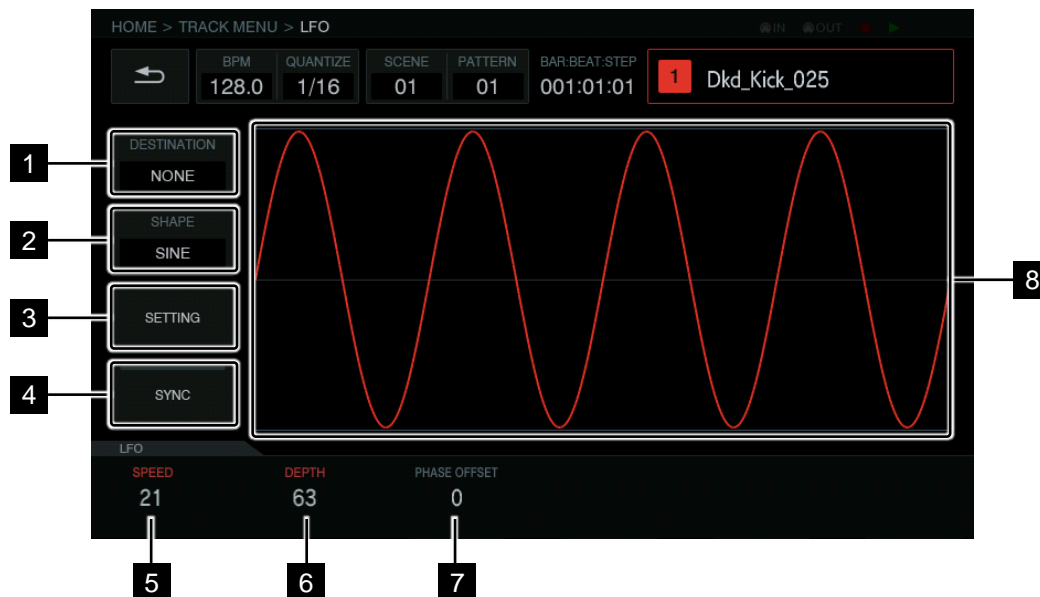 HOME > TRACK MENU > LFO
IN OUT
BPM QUANTIZE SCENE PATTERN BAR:BEAT:STEP
128.0 1/16 01 01 001:01:01 1 Dkd_Kick_025
1 DESTINATION
NONE
2 SHAPE
SINE
8
3 SETTING
4 SYNC
LFO
SPEED DEPTH PHASE OFFSET
21 63 0
5 6 7